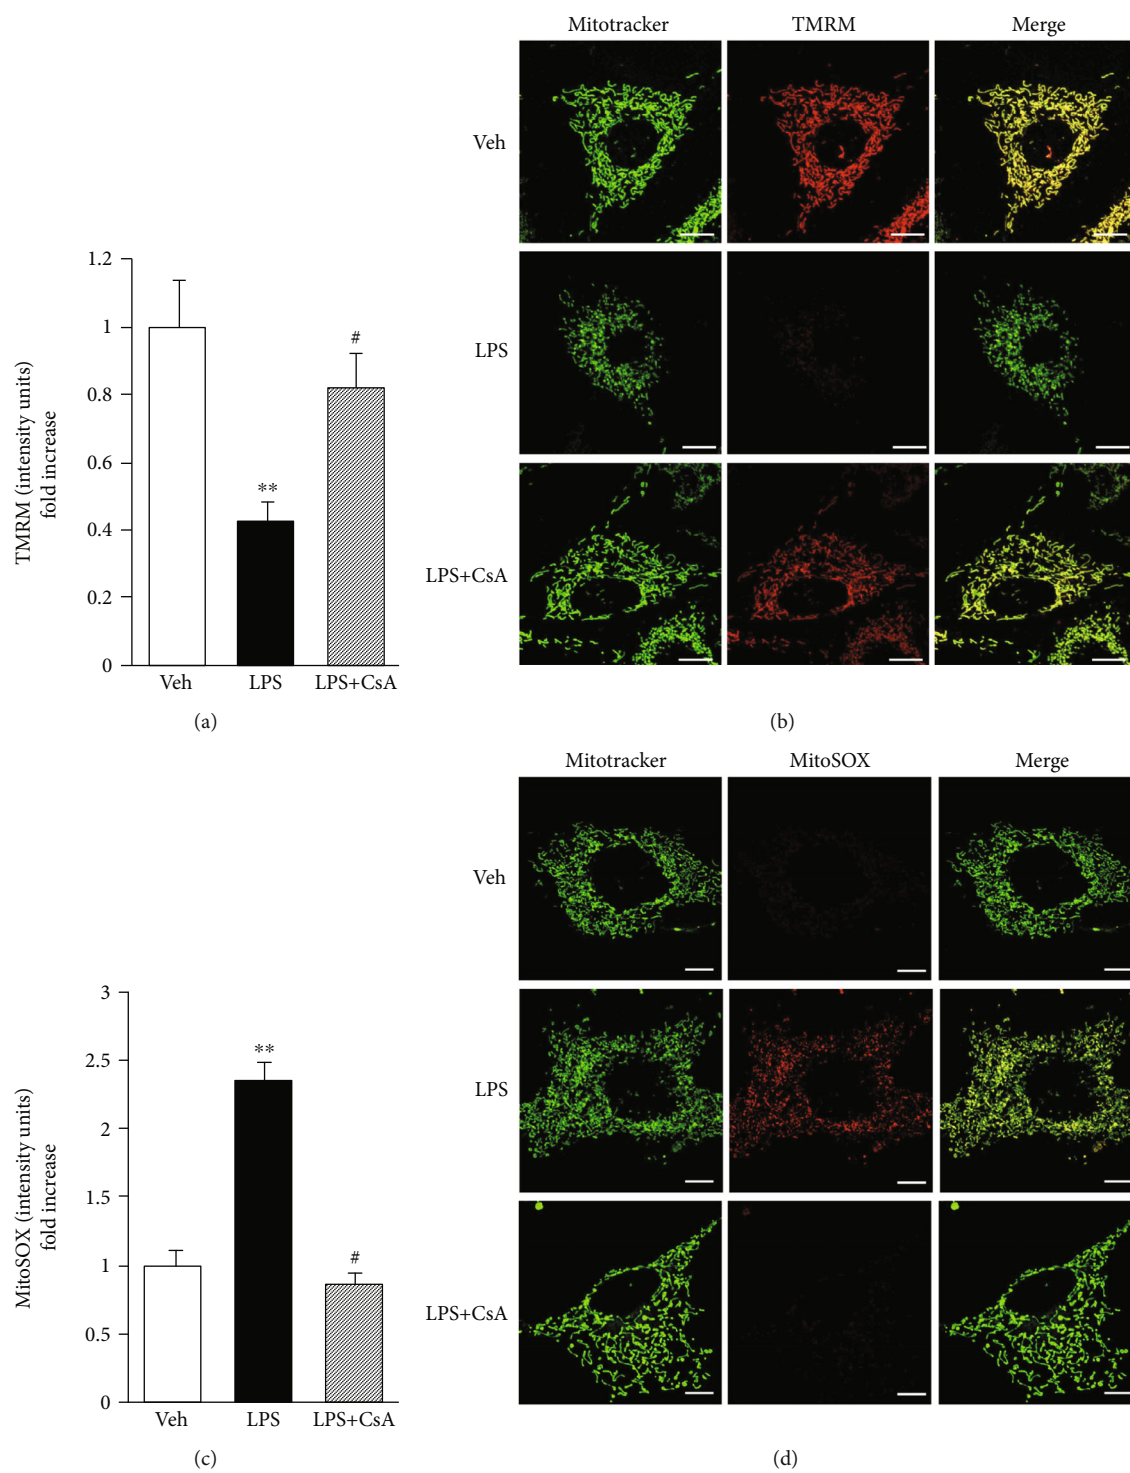 Mitotracker TMRM Merge
Veh
LPS
LPS+CsA
TMRM (intensity units)
fold increase
1.2
1
0.8
0.6
0.4
0.2
0
**
#
Veh LPS LPS+CsA
(a)
(b)
Mitotracker MitoSOX Merge
Veh
LPS
LPS+CsA
MitoSOX (intensity units)
fold increase
3
2.5
2
1.5
1
0.5
0
**
#
Veh LPS LPS+CsA
(c)
(d)